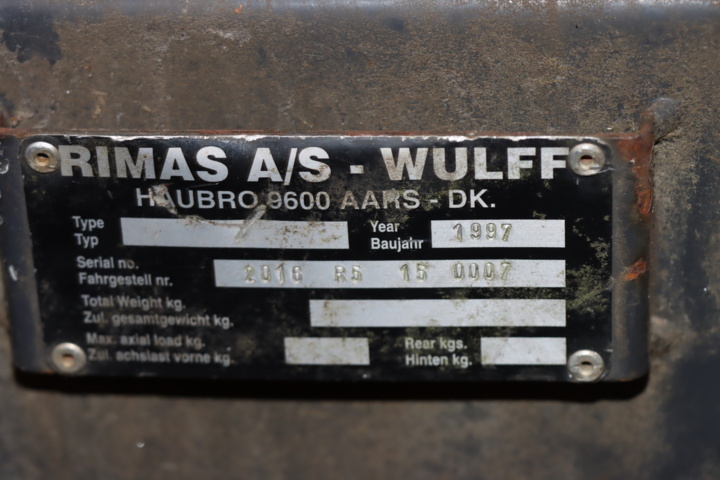 RIMAS A/S - WULFF
HAUBRO 9600 AARS - DK.
Type
Typ
Year
Baujahr
1997
Serial no.
Fahrgestell nr.
2016 R5 15 0007
Total Weight kg.
Zul. gesamtgewicht kg.
Max. axial load kg.
Zul. achslast vorne kg.
Rear kgs.
Hinten kg.